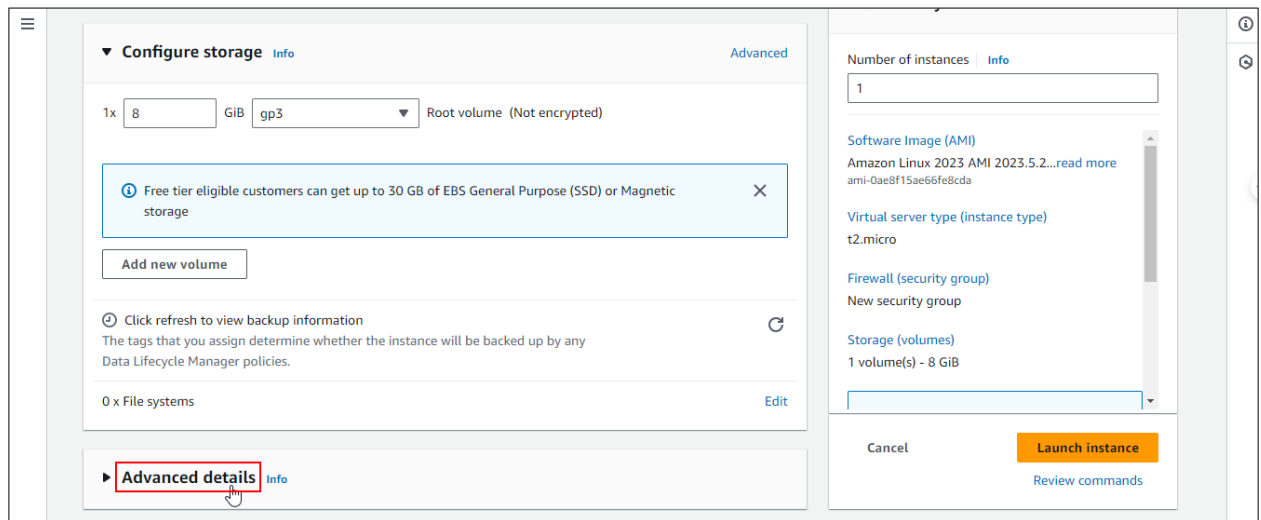 Configure storage Info
Advanced
1x 8 GiB gp3 Root volume (Not encrypted)
Free tier eligible customers can get up to 30 GB of EBS General Purpose (SSD) or Magnetic
storage
Add new volume
Click refresh to view backup information
The tags that you assign determine whether the instance will be backed up by any
Data Lifecycle Manager policies.
0 x File systems
Edit
Advanced details Info
Number of instances Info
1
Software Image (AMI)
Amazon Linux 2023 AMI 2023.5.2...read more
ami-0ae8f15ae66fe8cda
Virtual server type (instance type)
t2.micro
Firewall (security group)
New security group
Storage (volumes)
1 volume(s) - 8 GiB
Cancel
Launch instance
Review commands